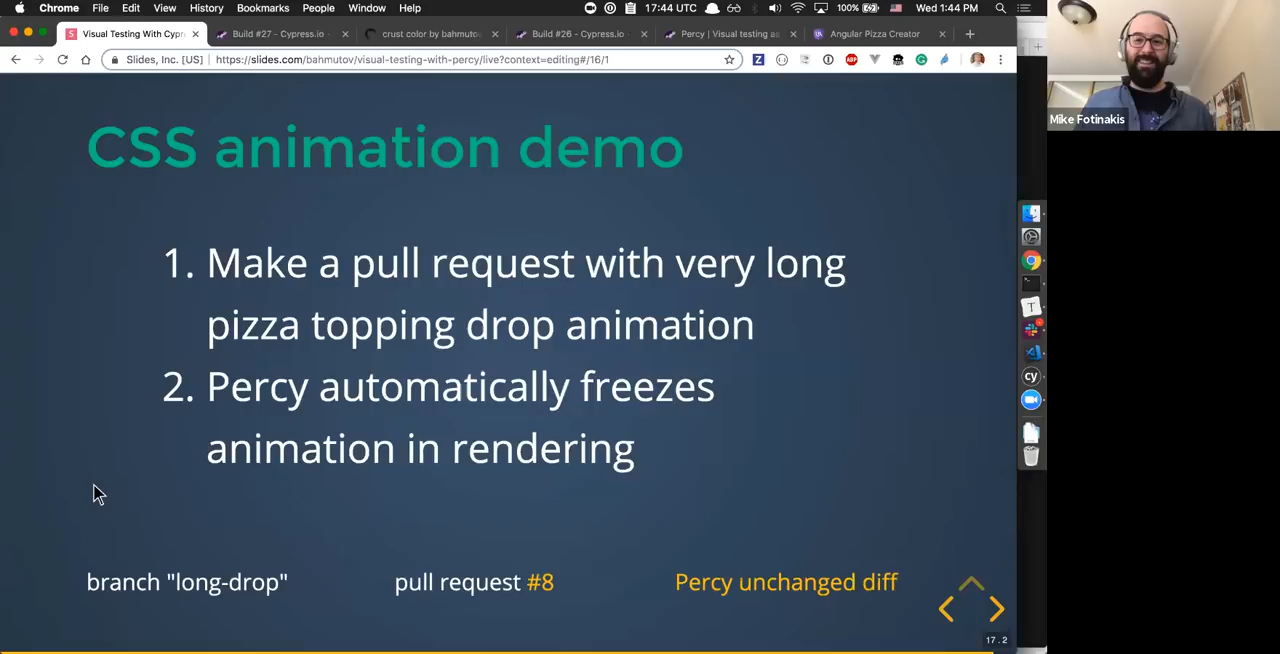 Chrome File Edit View History Bookmarks People Window Help 17:44 UTC 100% Wed 1:44 PM
Visual Testing With Cypr Build #27 - Cypress.io crust color by bahmutov Build #26 - Cypress.io Percy | Visual testing as Angular Pizza Creator
Slides, Inc. [US] https://slides.com/bahmutov/visual-testing-with-percy/live?context=editing#/16/1
Mike Fotinakis
CSS animation demo
1. Make a pull request with very long
pizza topping drop animation
2. Percy automatically freezes
animation in rendering
branch "long-drop" pull request #8 Percy unchanged diff
17.2